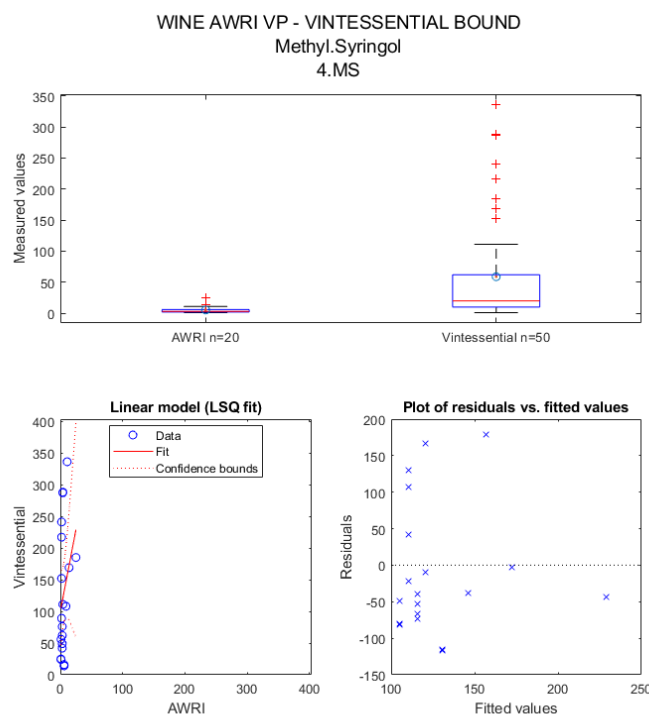 WINE AWRI VP - VINTESSENTIAL BOUND
Methyl.Syringol
4.MS
350
300
250
200
150
100
50
0
Measured values
AWRI n=20
Vintessential n=50
Linear model (LSQ fit)
Data
Fit
Confidence bounds
400
350
300
250
200
150
100
50
0
Vintessential
0
100
200
300
400
AWRI
Plot of residuals vs. fitted values
200
150
100
50
0
-50
-100
-150
Residuals
100
150
200
250
Fitted values